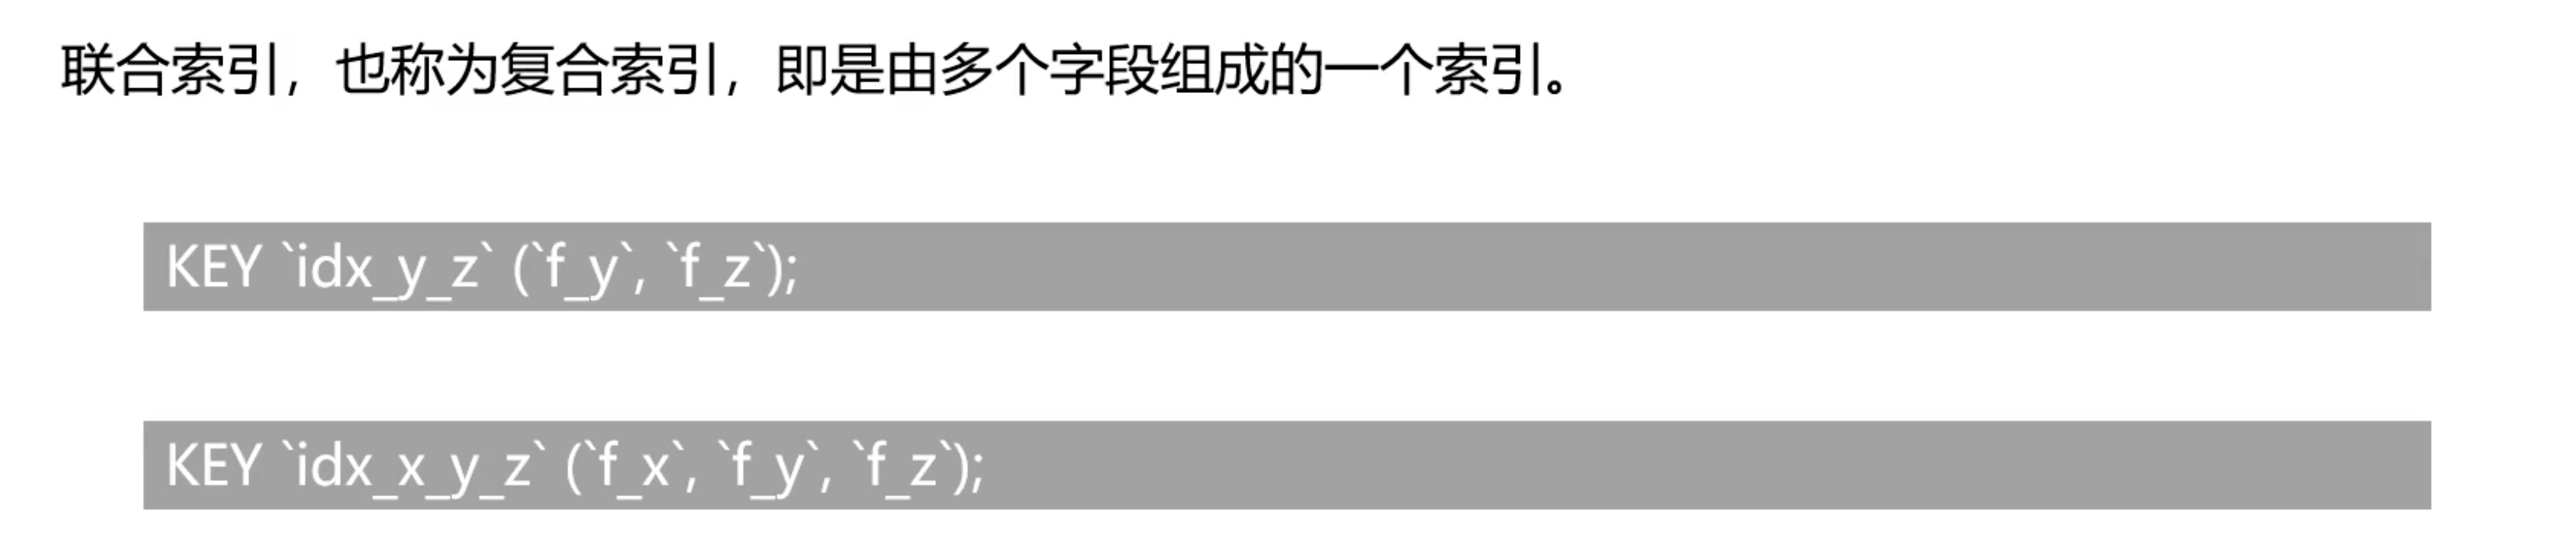 联合索引，也称为复合索引，即是由多个字段组成的一个索引。
KEY `idx_y_z` (`f_y`, `f_z`);
KEY `idx_x_y_z` (`f_x`, `f_y`, `f_z`);